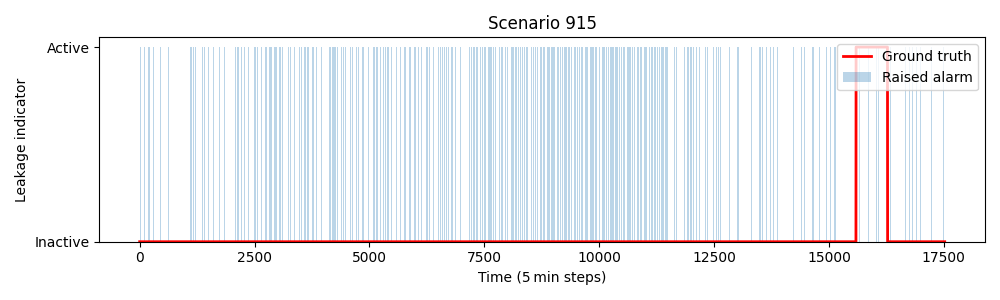 Scenario 915
Active
Inactive
Leakage indicator
Ground truth
Raised alarm
0
2500
5000
7500
10000
12500
15000
17500
Time (5 min steps)